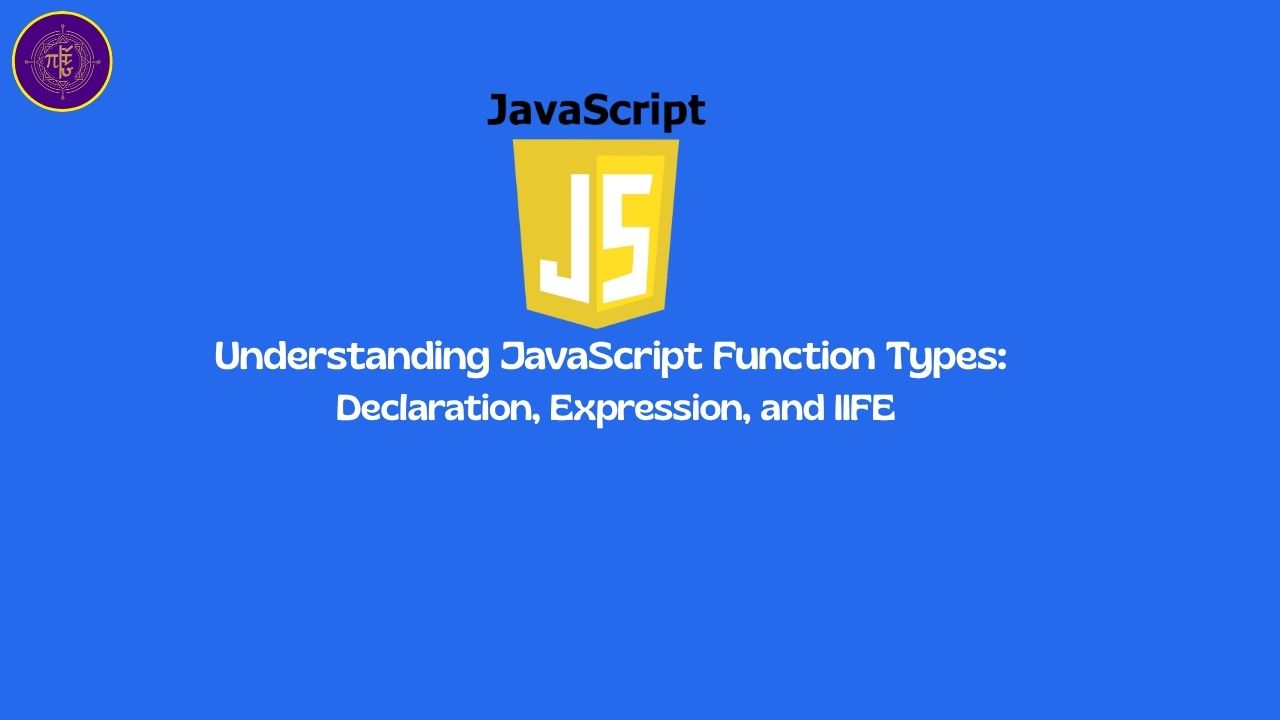 JavaScript
JS
Understanding JavaScript Function Types:
Declaration, Expression, and IIFE